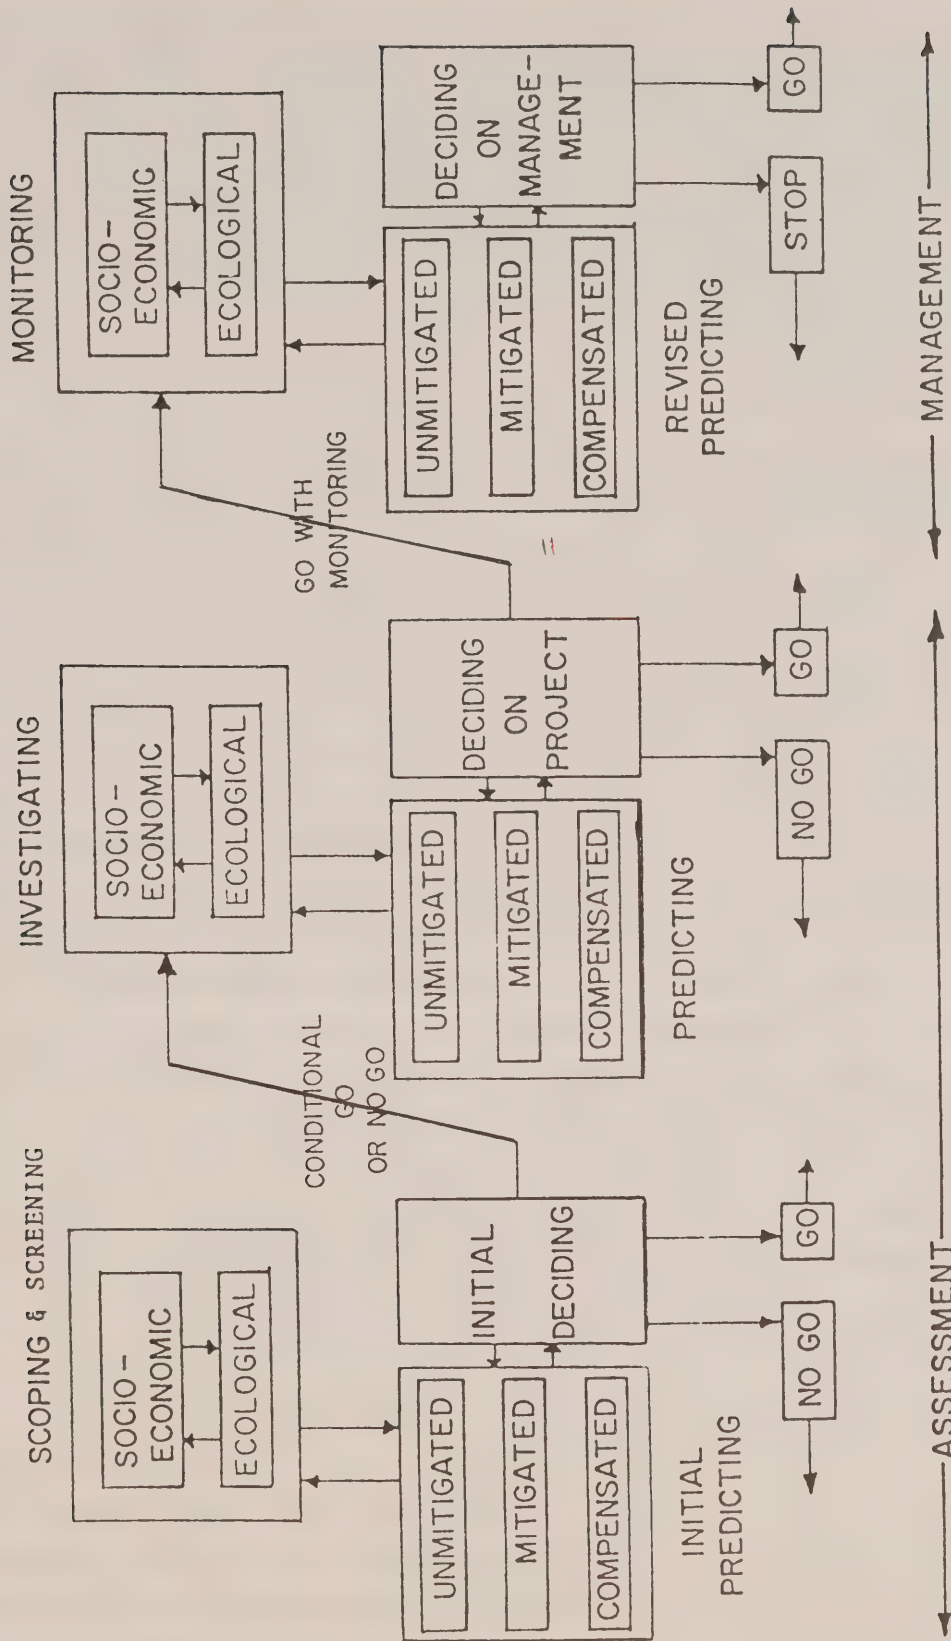 SCOPING & SCREENING
SOCIO-
ECONOMIC
ECOLOGICAL
UNMITIGATED
MITIGATED
COMPENSATED
INITIAL
PREDICTING
INITIAL
DECIDING
NO GO
GO
CONDITIONAL
GO
OR NO GO
INVESTIGATING
SOCIO-
ECONOMIC
ECOLOGICAL
UNMITIGATED
MITIGATED
COMPENSATED
PREDICTING
DECIDING
ON
PROJECT
NO GO
GO
GO WITH
MONITORING
MONITORING
SOCIO-
ECONOMIC
ECOLOGICAL
UNMITIGATED
MITIGATED
COMPENSATED
REVISED
PREDICTING
DECIDING
ON
MANAGE-
MENT
STOP
GO
ASSESSMENT
MANAGEMENT